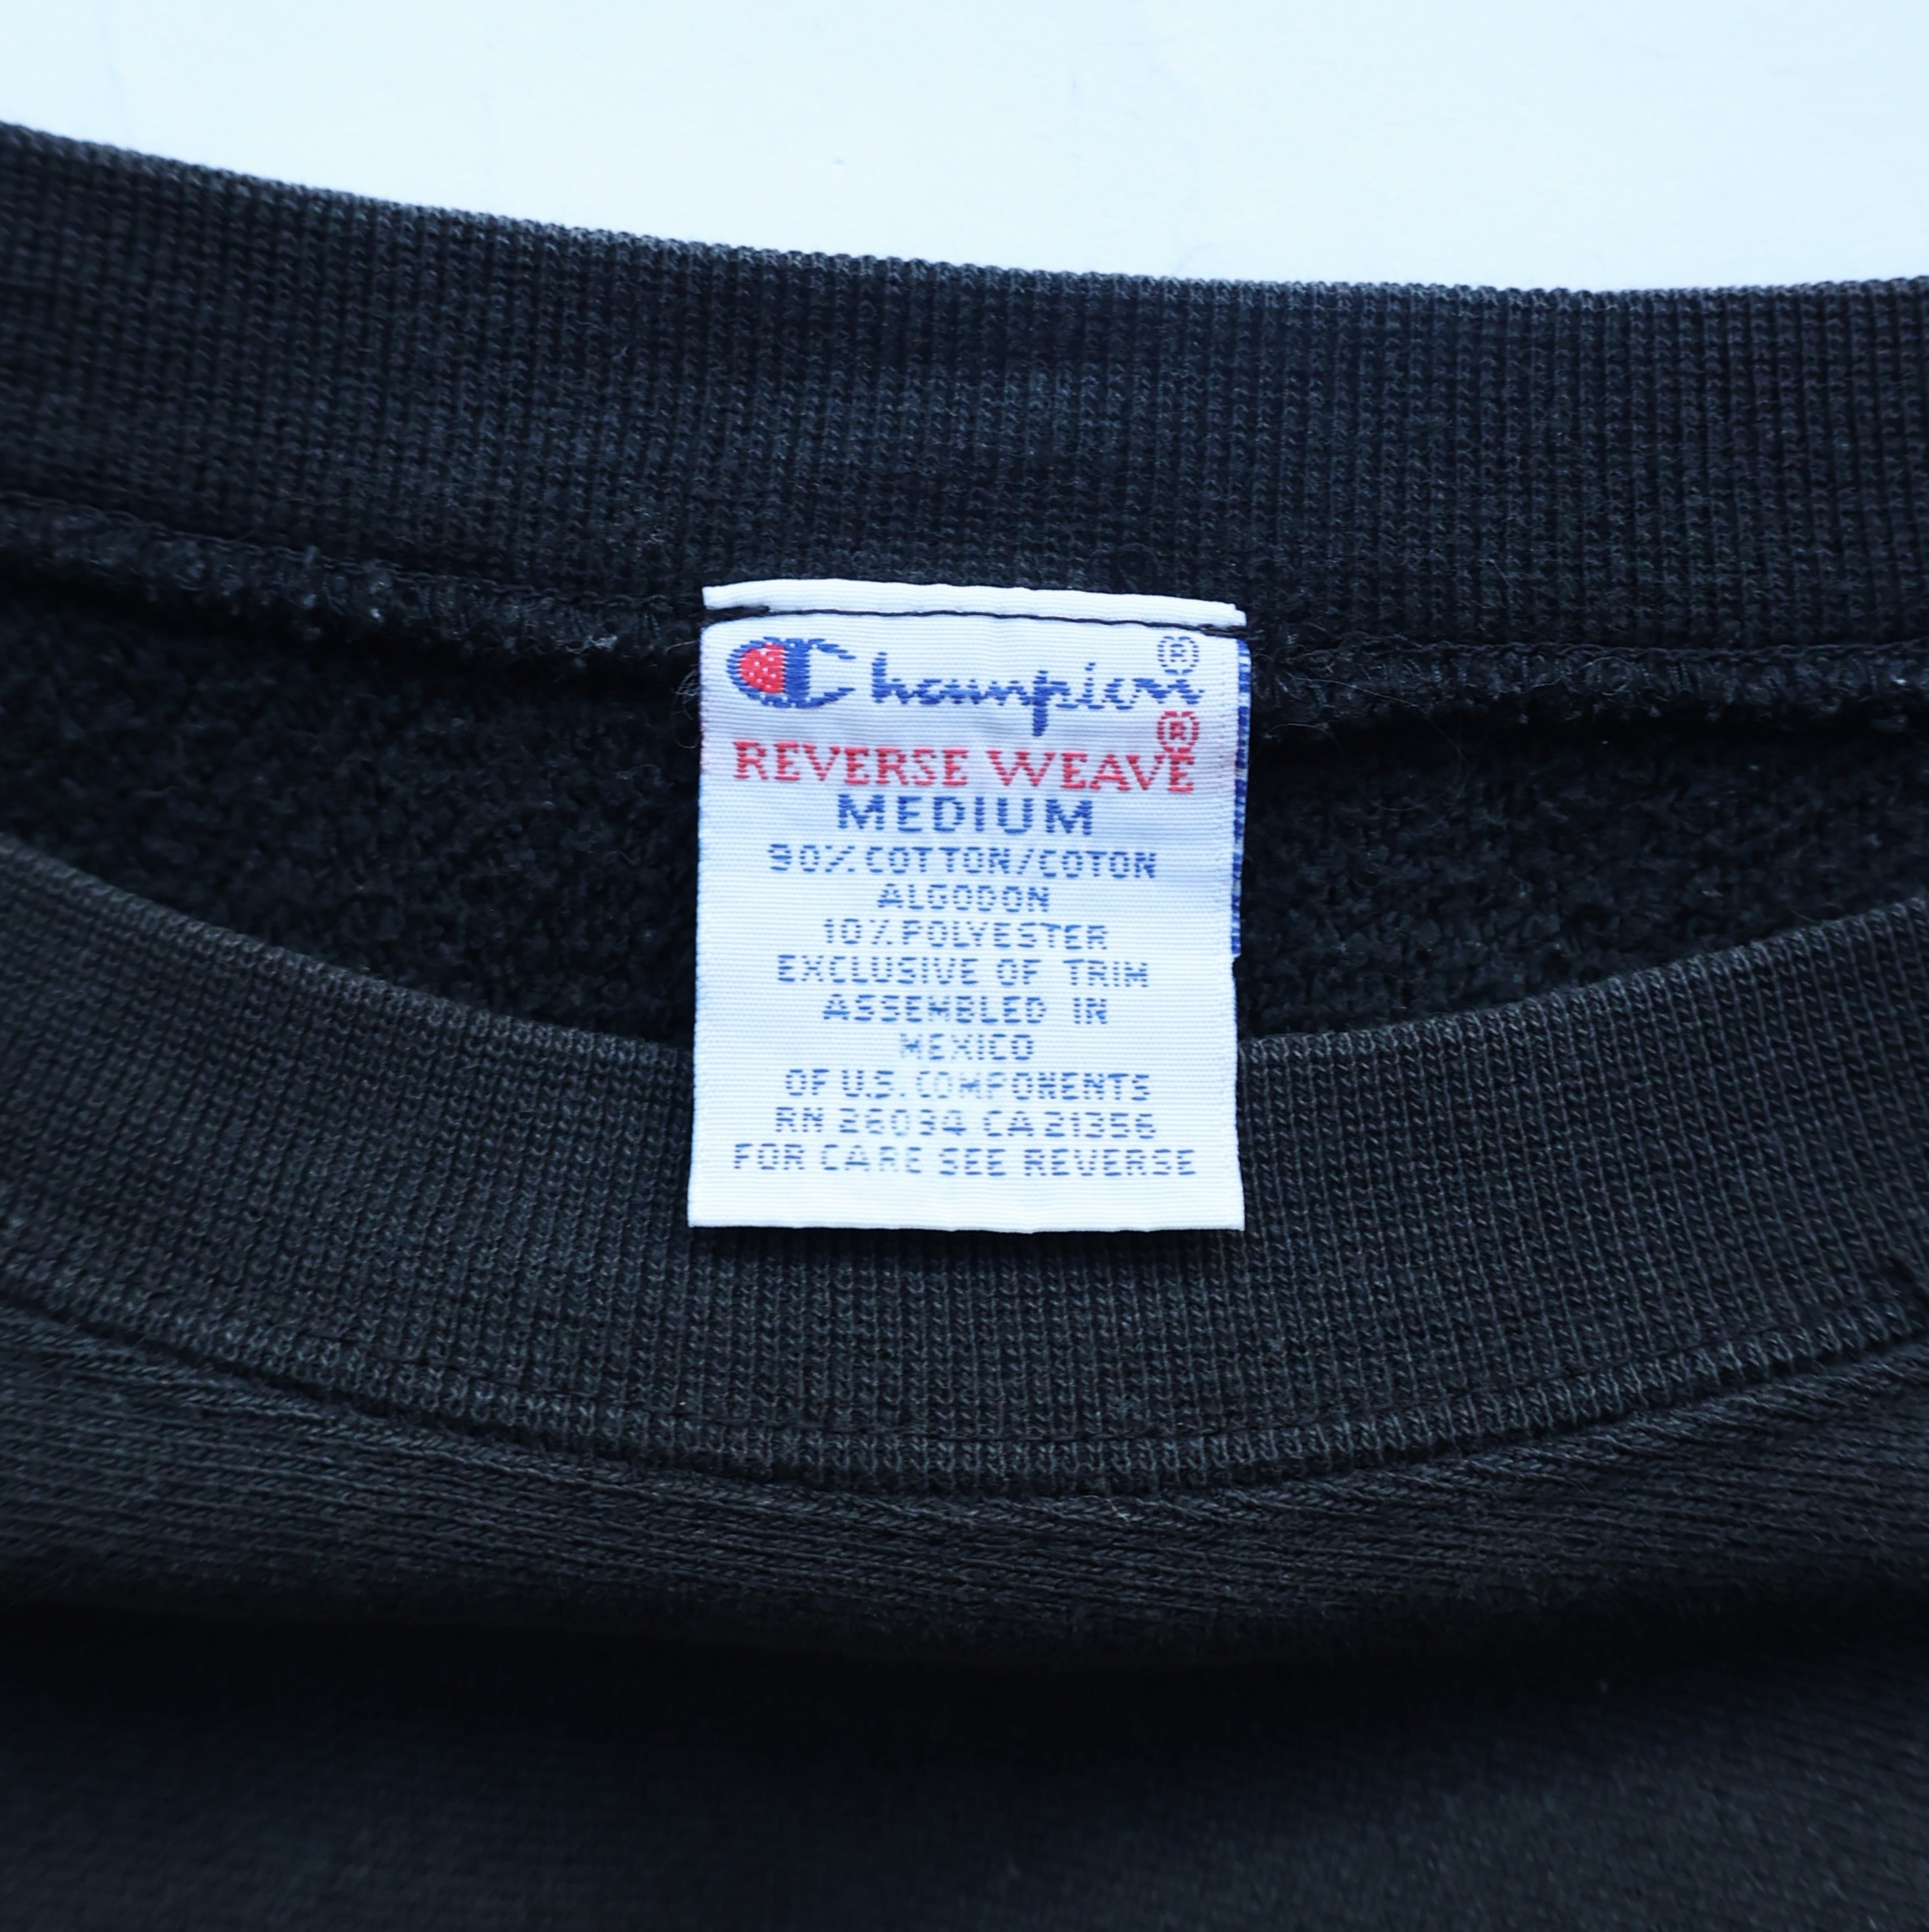 Champion®
REVERSE WEAVE®
MEDIUM
90% COTTON/COTON
ALGODON
10% POLYESTER
EXCLUSIVE OF TRIM
ASSEMBLED IN
MEXICO
OF U.S. COMPONENTS
RN 26094 CA 21356
FOR CARE SEE REVERSE